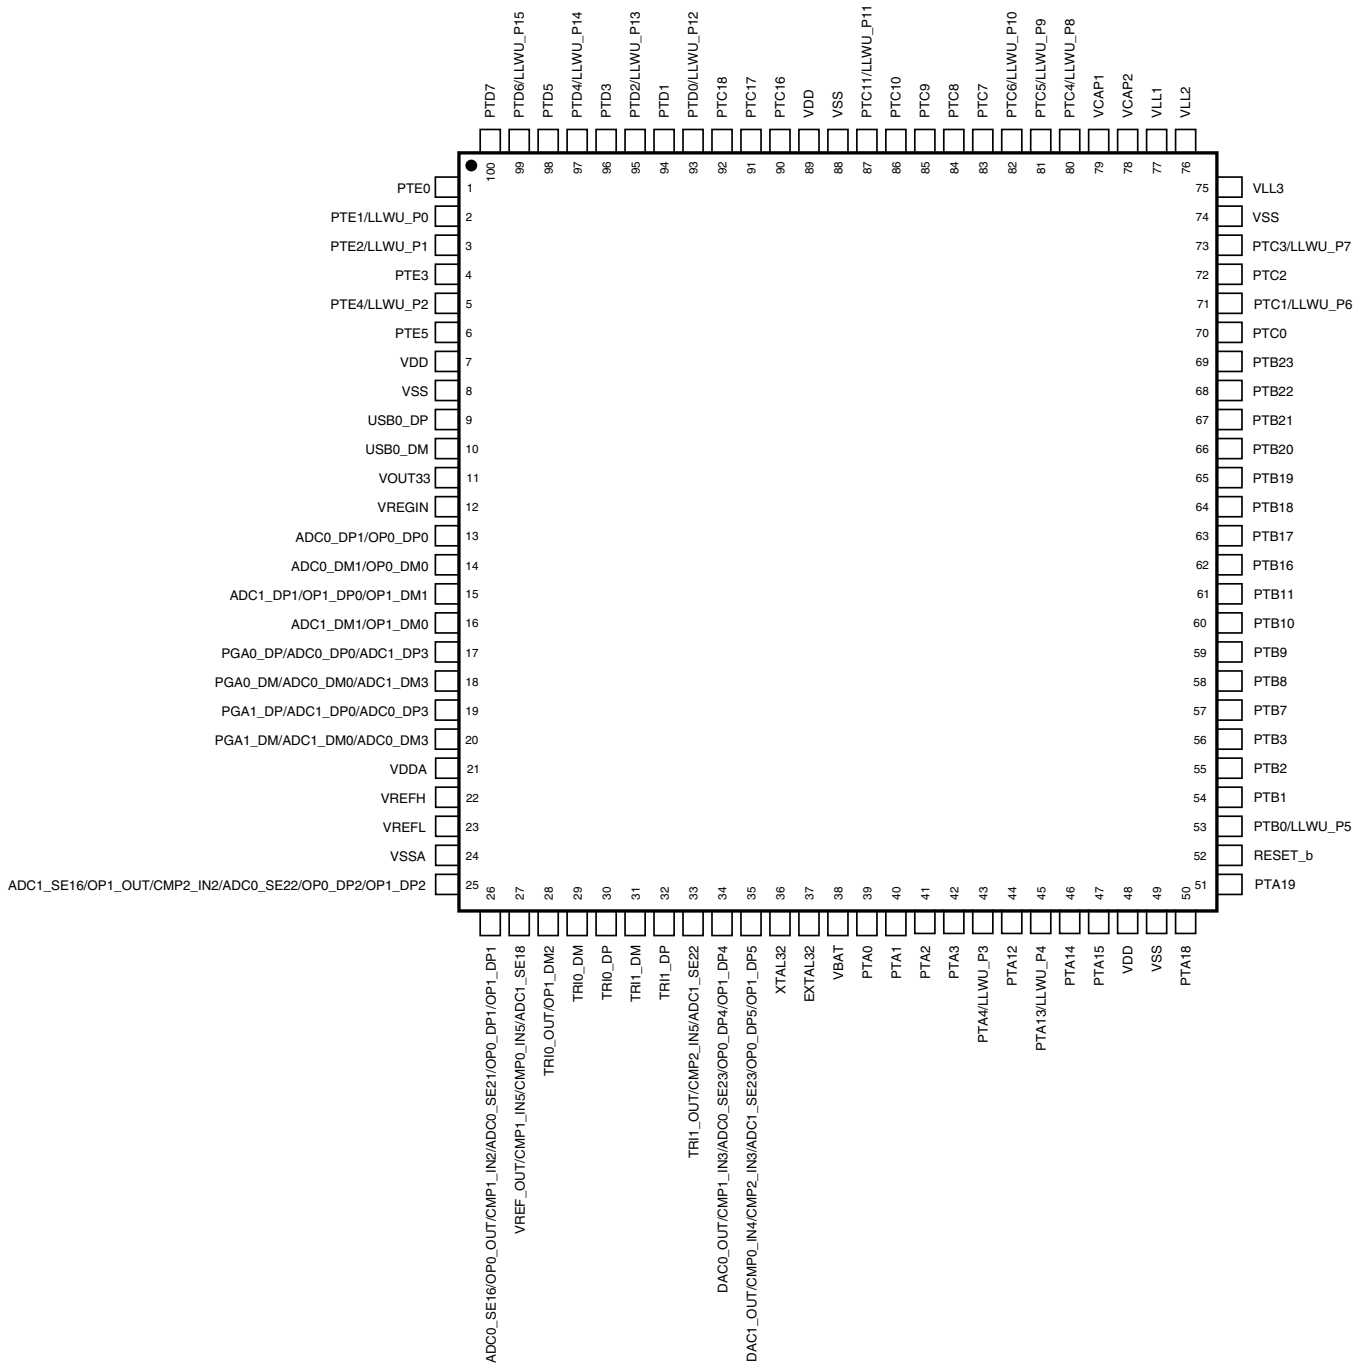 PTD7
PTD6/LLWU_P15
PTD5
PTD4/LLWU_P14
PTD3
PTD2/LLWU_P13
PTD1
PTD0/LLWU_P12
PTC18
PTC17
PTC16
VDD
VSS
PTC11/LLWU_P11
PTC10
PTC9
PTC8
PTC7
PTC6/LLWU_P10
PTC5/LLWU_P9
PTC4/LLWU_P8
VCAP1
VCAP2
VLL1
VLL2
100
99
98
97
96
95
94
93
92
91
90
89
88
87
86
85
84
83
82
81
80
79
78
77
76
PTE0 1
PTE1/LLWU_P0 2
PTE2/LLWU_P1 3
PTE3 4
PTE4/LLWU_P2 5
PTE5 6
VDD 7
VSS 8
USB0_DP 9
USB0_DM 10
VOUT33 11
VREGIN 12
ADC0_DP1/OP0_DP0 13
ADC0_DM1/OP0_DM0 14
ADC1_DP1/OP1_DP0/OP1_DM1 15
ADC1_DM1/OP1_DM0 16
PGA0_DP/ADC0_DP0/ADC1_DP3 17
PGA0_DM/ADC0_DM0/ADC1_DM3 18
PGA1_DP/ADC1_DP0/ADC0_DP3 19
PGA1_DM/ADC1_DM0/ADC0_DM3 20
VDDA 21
VREFH 22
VREFL 23
VSSA 24
ADC1_SE16/OP1_OUT/CMP2_IN2/ADC0_SE22/OP0_DP2/OP1_DP2 25
75 VLL3
74 VSS
73 PTC3/LLWU_P7
72 PTC2
71 PTC1/LLWU_P6
70 PTC0
69 PTB23
68 PTB22
67 PTB21
66 PTB20
65 PTB19
64 PTB18
63 PTB17
62 PTB16
61 PTB11
60 PTB10
59 PTB9
58 PTB8
57 PTB7
56 PTB3
55 PTB2
54 PTB1
53 PTB0/LLWU_P5
52 RESET_b
51 PTA19
26
27
28
29
30
31
32
33
34
35
36
37
38
39
40
41
42
43
44
45
46
47
48
49
50
ADC0_SE16/OP0_OUT/CMP1_IN2/ADC0_SE21/OP0_DP1/OP1_DP1
VREF_OUT/CMP1_IN5/CMP0_IN5/ADC1_SE18
TRI0_OUT/OP1_DM2
TRI0_DM
TRI0_DP
TRI1_DM
TRI1_DP
TRI1_OUT/CMP2_IN5/ADC1_SE22
DAC0_OUT/CMP1_IN3/ADC0_SE23/OP0_DP4/OP1_DP4
DAC1_OUT/CMP0_IN4/CMP2_IN3/ADC1_SE23/OP0_DP5/OP1_DP5
XTAL32
EXTAL32
VBAT
PTA0
PTA1
PTA2
PTA3
PTA4/LLWU_P3
PTA12
PTA13/LLWU_P4
PTA14
PTA15
VDD
VSS
PTA18